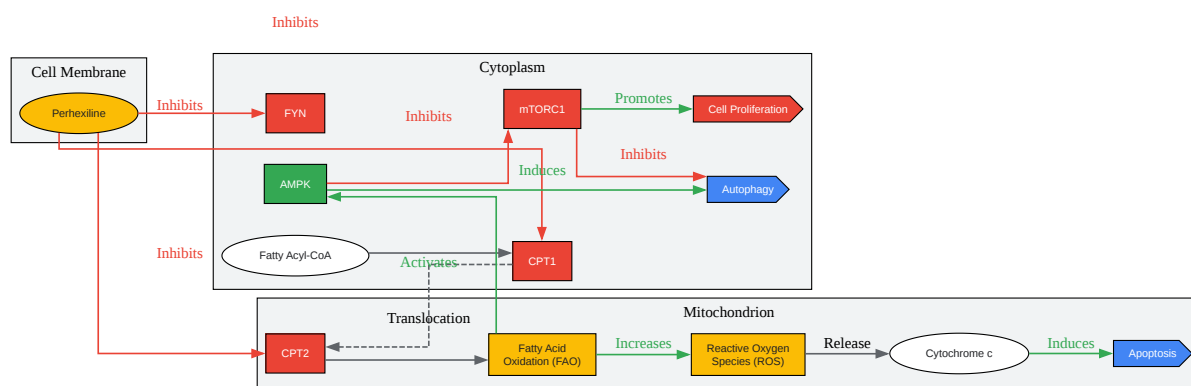 Inhibits
Cell Membrane
Cytoplasm
Perhexiline
Inhibits
FYN
Inhibits
mTORC1
Promotes
Cell Proliferation
Inhibits
Induces
AMPK
Autophagy
Inhibits
Fatty Acyl-CoA
Activates
CPT1
Translocation
Mitochondrion
CPT2
Fatty Acid
Oxidation (FAO)
Increases
Reactive Oxygen
Species (ROS)
Release
Cytochrome c
Induces
Apoptosis